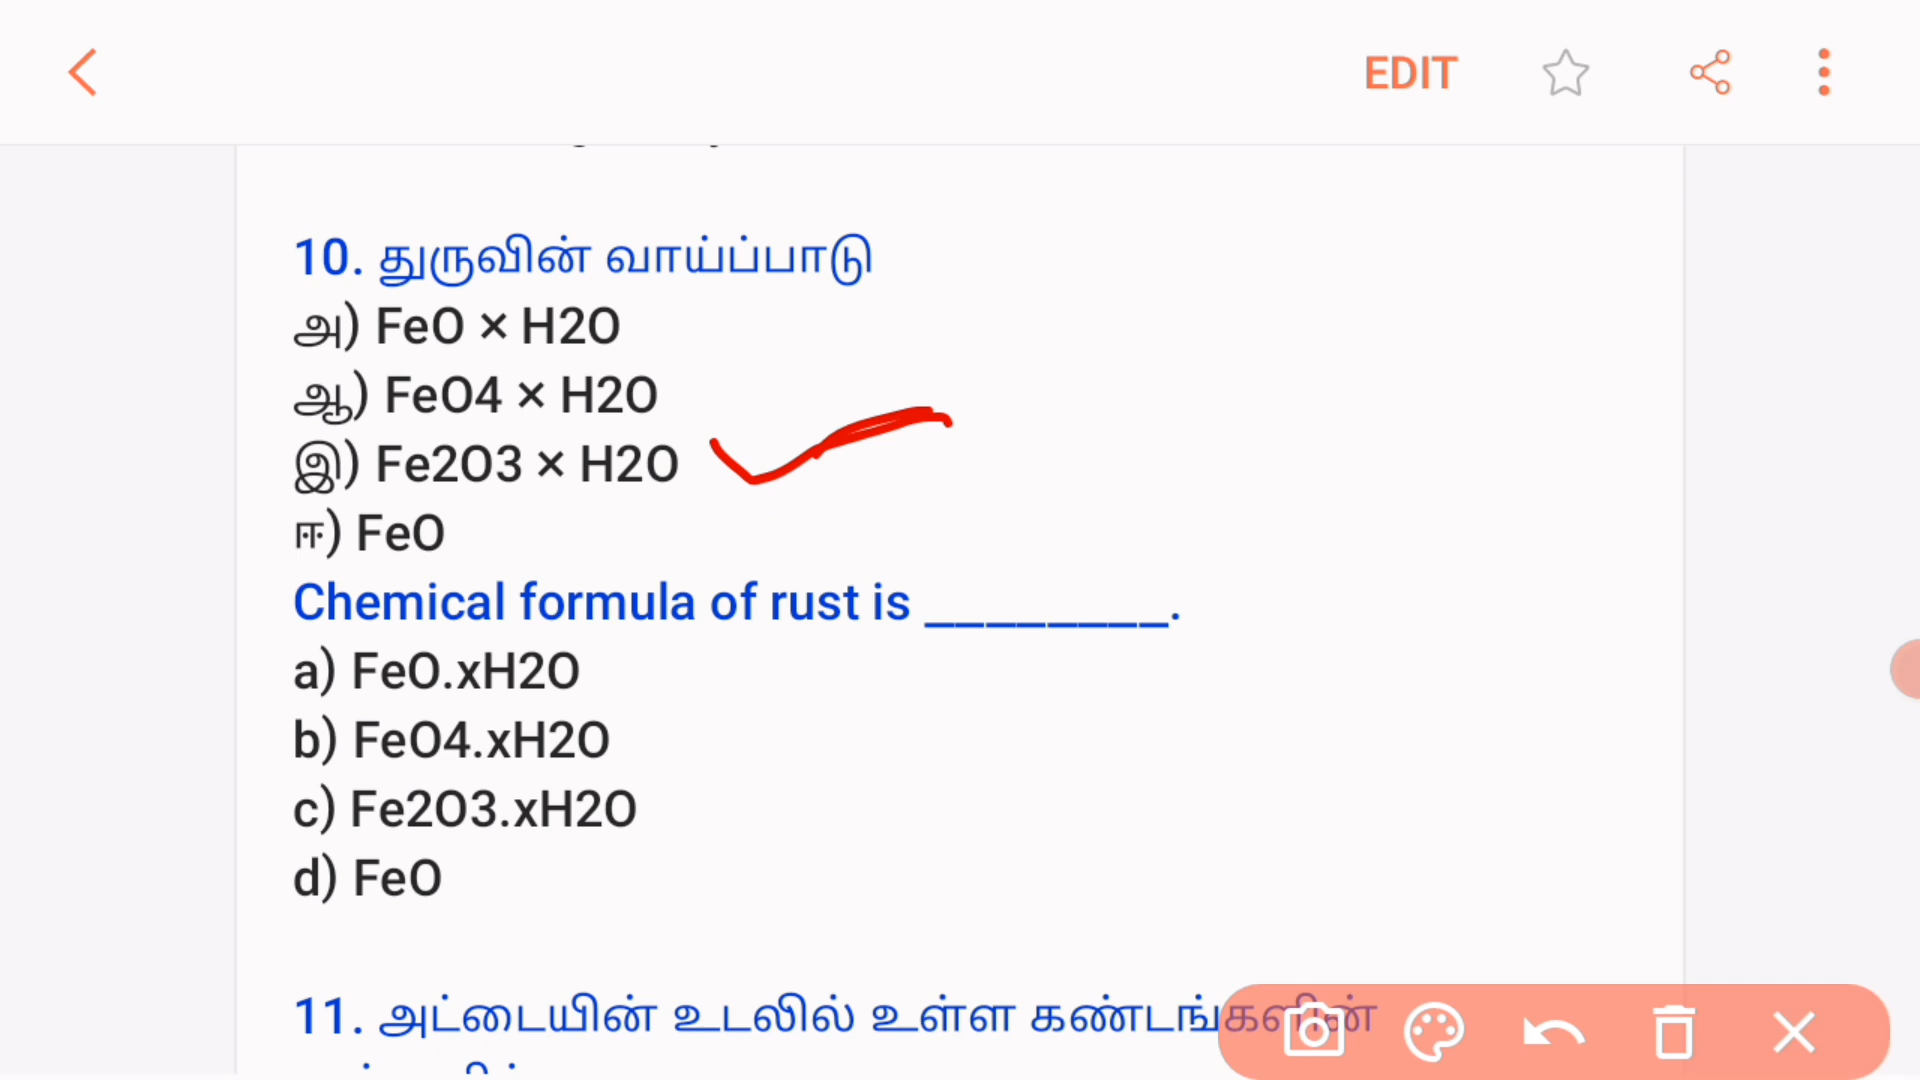 EDIT
10. துருவின் வாய்ப்பாடு
அ) FeO × H2O
ஆ) FeO4 × H2O
இ) Fe2O3 × H2O
ஈ) FeO
Chemical formula of rust is ________.
a) FeO.xH2O
b) FeO4.xH2O
c) Fe2O3.xH2O
d) FeO
11. அட்டையின் உடலில் உள்ள கண்டங்களின்